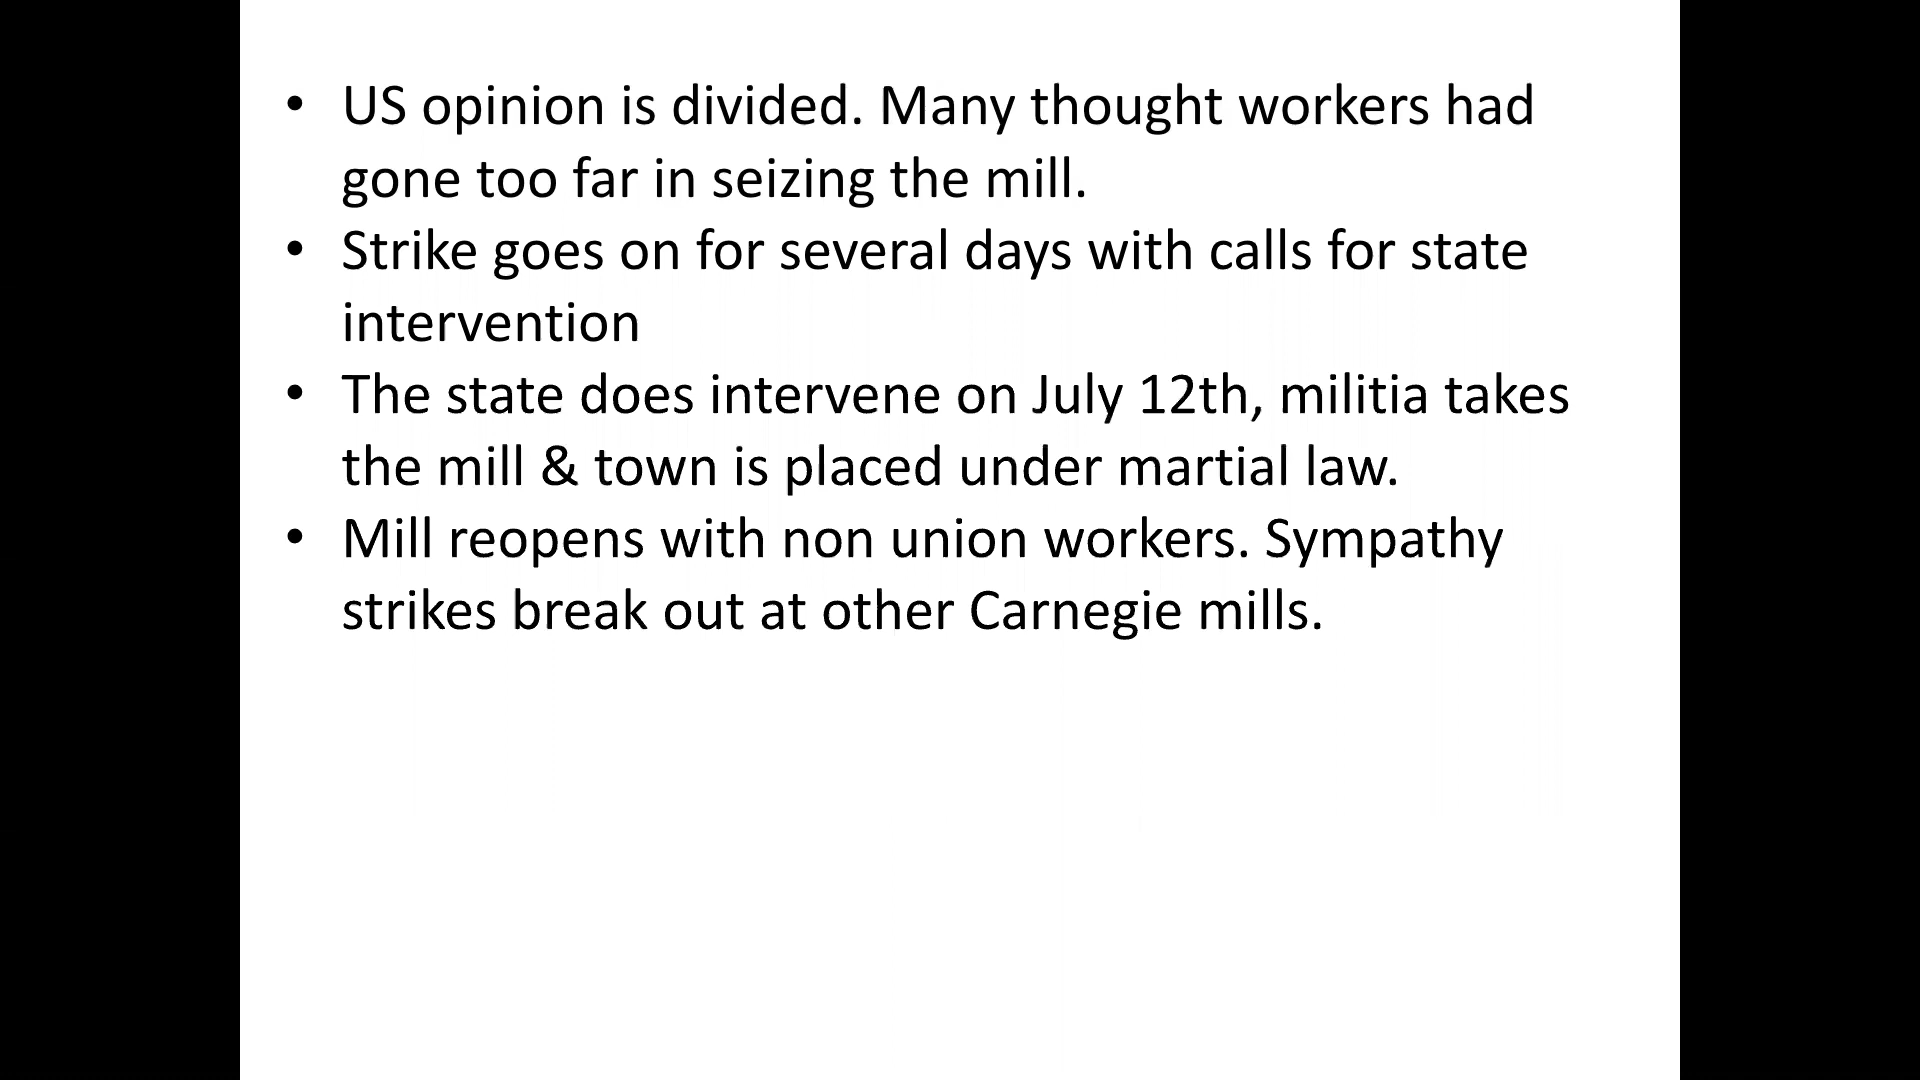 • US opinion is divided. Many thought workers had
gone too far in seizing the mill.
• Strike goes on for several days with calls for state
intervention
• The state does intervene on July 12th, militia takes
the mill & town is placed under martial law.
• Mill reopens with non union workers. Sympathy
strikes break out at other Carnegie mills.